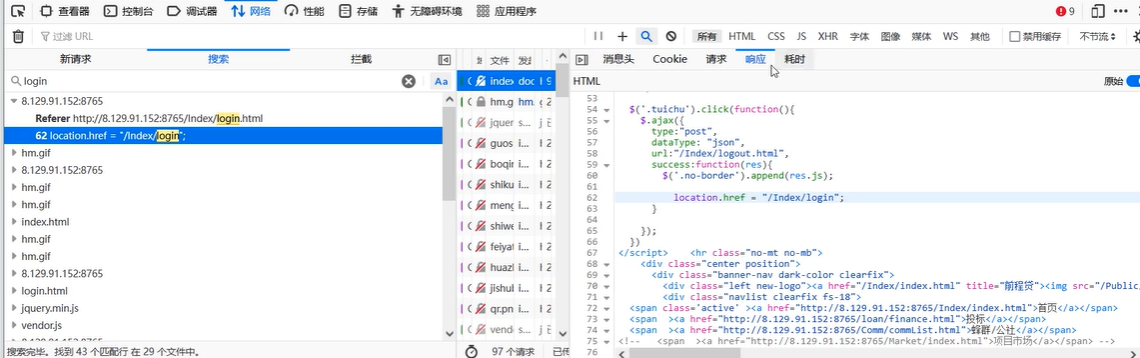 查看器 控制台 调试器 网络 性能 存储 无障碍环境 应用程序 9
过滤 URL
所有 HTML CSS JS XHR 字体 图像 媒体 WS 其他 禁用缓存 不节流
新请求 搜索 拦截
login Aa
8.129.91.152:8765
Referer http://8.129.91.152:8765/Index/login.html
62 location.href = "/Index/login";
hm.gif
8.129.91.152:8765
hm.gif
hm.gif
index.html
hm.gif
hm.gif
8.129.91.152:8765
login.html
jquery.min.js
vendor.js
搜索完毕。找到 43 个匹配行 在 29 个文件中。
文件
index doc 9
hm.g hm.
jquer s...
guos i... 2
boqir i... 2
shiku i... 2
meng i... 2
shiwe i... 2
feiyat i... 2
huazl i... 2
jishul i... 2
qr.pn i... 2
vend s...
97 个请求
消息头 Cookie 请求 响应 耗时
HTML 原始
53
54 $('.tuichu').click(function(){
55 $.ajax({
56 type:"post",
57 dataType: "json",
58 url:"/Index/logout.html",
59 success:function(res){
60 $('.no-border').append(res.js);
61
62 location.href = "/Index/login";
63 }
64
65 });
66 })
67 </script> <hr class="no-mt no-mb">
68 <div class="center position">
69 <div class="banner-nav dark-color clearfix">
70 <div class="left new-logo"><a href="/Index/index.html" title="前程贷"><img src="/Public,
71 <div class="navlist clearfix fs-18">
72 <span class='active' ><a href="http://8.129.91.152:8765/Index/index.html">首页</a></span>
73 <span ><a href="http://8.129.91.152:8765/loan/finance.html">投标</a></span>
74 <span ><a href="http://8.129.91.152:8765/Comm/commList.html">蜂群/公社</a></span>
75 <!-- <span ><a href="http://8.129.91.152:8765/Market/index.html">项目市场</a></span> -->
76